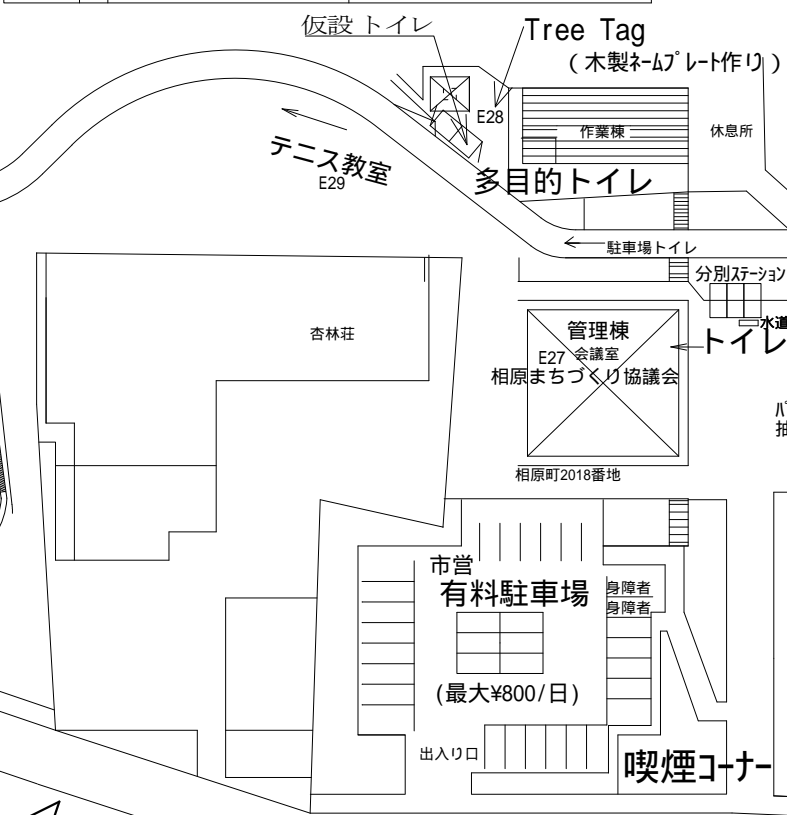 仮設 トイレ
Tree Tag
（木製ﾈｰﾑﾌﾟﾚｰﾄ作り）
E28
作業棟
休息所
テニス教室
E29
多目的トイレ
駐車場トイレ
分別ｽﾃｰｼｮﾝ
水道
トイレ
杏林荘
管理棟
E27 会議室
相原まちづくり協議会
相原町2018番地
市営
有料駐車場
身障者
身障者
(最大¥800/日)
出入り口
喫煙ｺｰﾅｰ